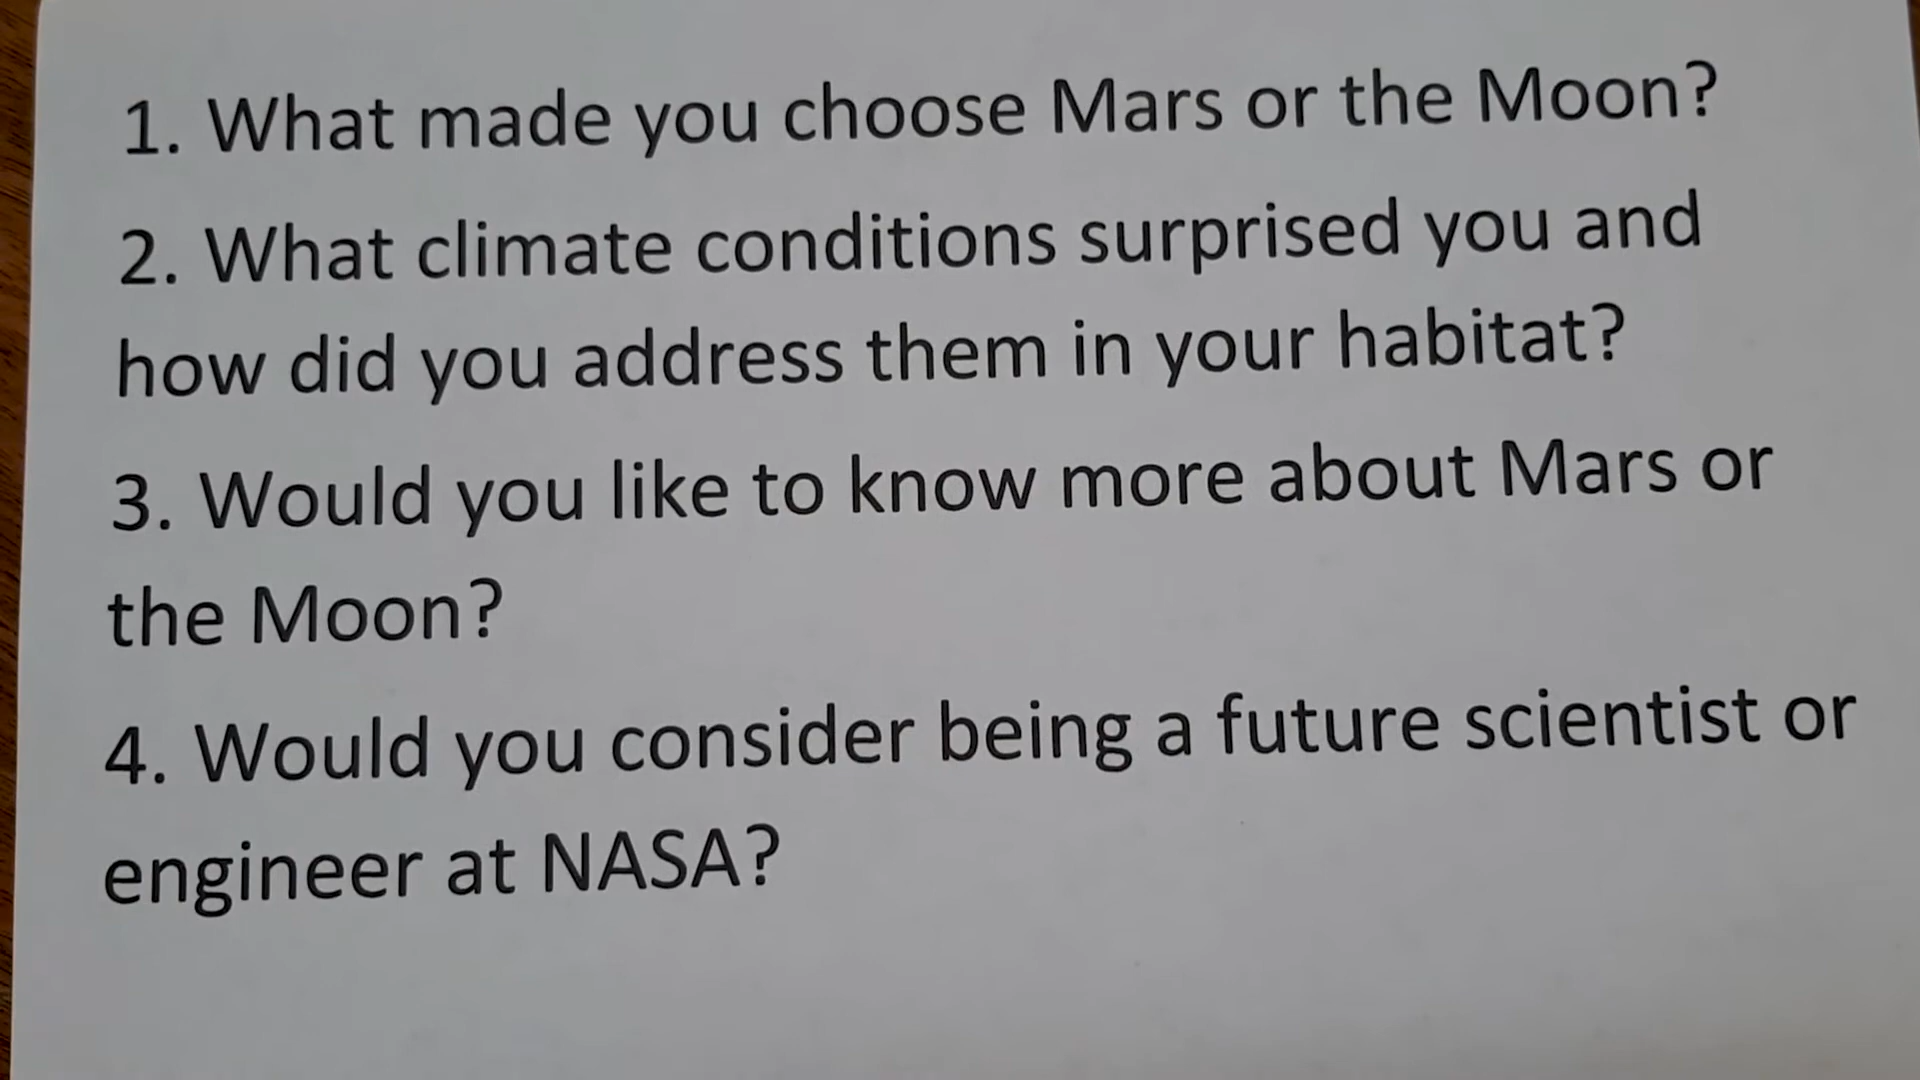 1. What made you choose Mars or the Moon?
2. What climate conditions surprised you and
how did you address them in your habitat?
3. Would you like to know more about Mars or
the Moon?
4. Would you consider being a future scientist or
engineer at NASA?